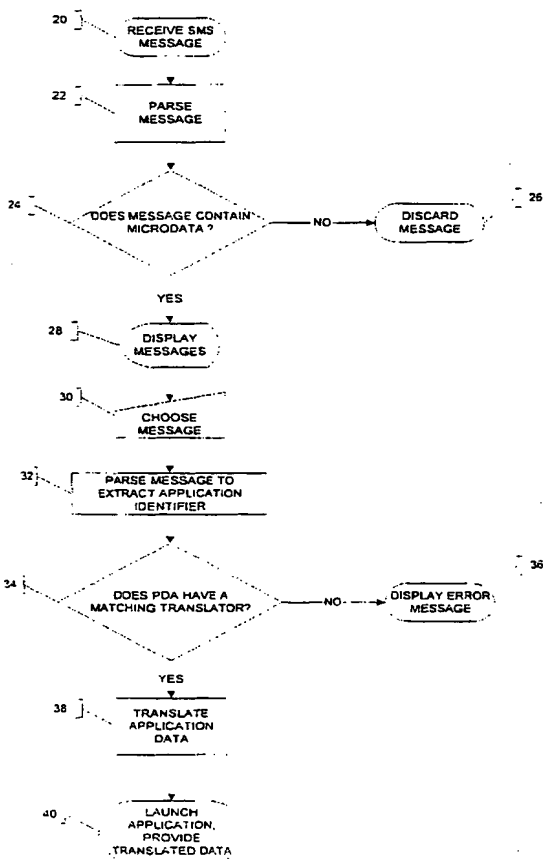 20
RECEIVE SMS
MESSAGE
22
PARSE
MESSAGE
24
DOES MESSAGE CONTAIN
MICRODATA ?
NO
DISCARD
MESSAGE
26
YES
28
DISPLAY
MESSAGES
30
CHOOSE
MESSAGE
32
PARSE MESSAGE TO
EXTRACT APPLICATION
IDENTIFIER
34
DOES PDA HAVE A
MATCHING TRANSLATOR?
NO
DISPLAY ERROR
MESSAGE
36
YES
38
TRANSLATE
APPLICATION
DATA
40
LAUNCH
APPLICATION,
PROVIDE
TRANSLATED DATA